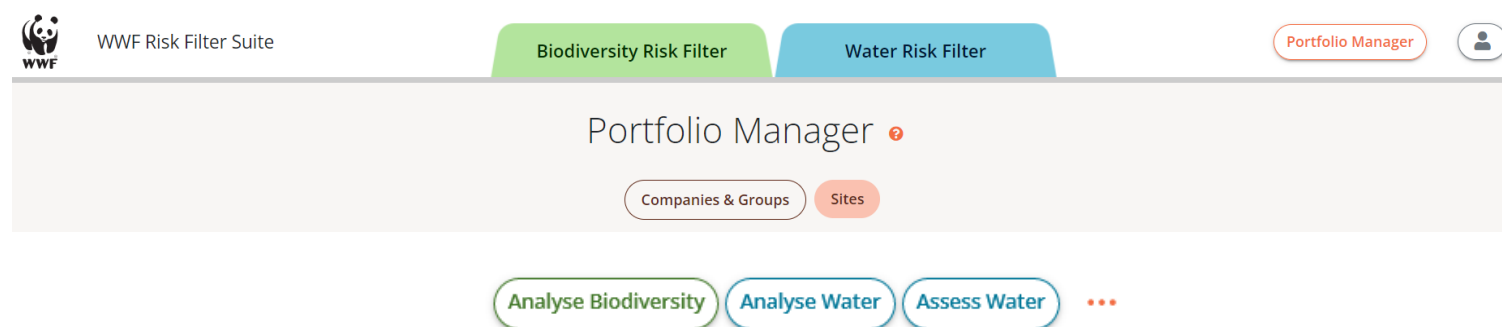 WWF
WWF Risk Filter Suite
Biodiversity Risk Filter
Water Risk Filter
Portfolio Manager
Portfolio Manager ?
Companies & Groups
Sites
Analyse Biodiversity
Analyse Water
Assess Water
•••